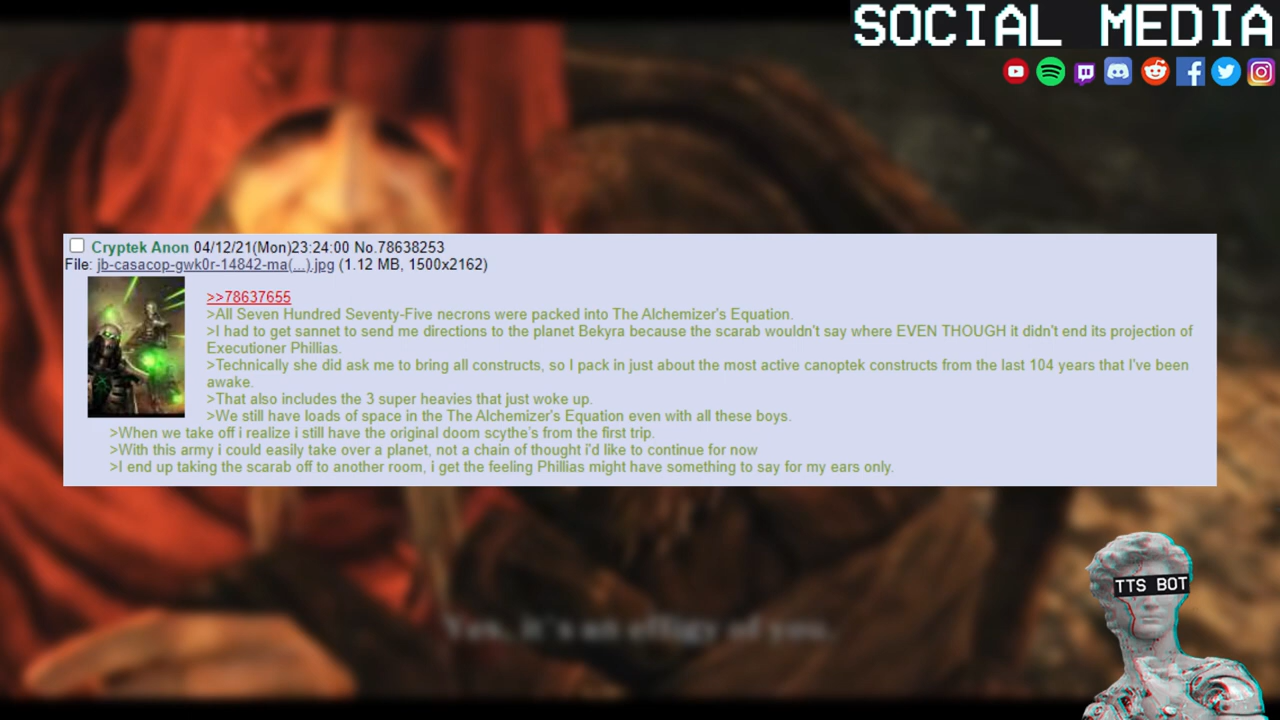 SOCIAL MEDIA
Cryptek Anon 04/12/21(Mon)23:24:00 No.78638253
File: jb-casacop-gwk0r-14842-ma(...).jpg (1.12 MB, 1500x2162)
>>78637655
>All Seven Hundred Seventy-Five necrons were packed into The Alchemizer's Equation.
>I had to get sannet to send me directions to the planet Bekyra because the scarab wouldn't say where EVEN THOUGH it didn't end its projection of
Executioner Phillias.
>Technically she did ask me to bring all constructs, so I pack in just about the most active canoptek constructs from the last 104 years that I've been
awake.
>That also includes the 3 super heavies that just woke up.
>We still have loads of space in the The Alchemizer's Equation even with all these boys.
>When we take off i realize i still have the original doom scythe's from the first trip.
>With this army i could easily take over a planet, not a chain of thought i'd like to continue for now
>I end up taking the scarab off to another room, i get the feeling Phillias might have something to say for my ears only.
TTS BOT
Yes, it's an effigy of you.